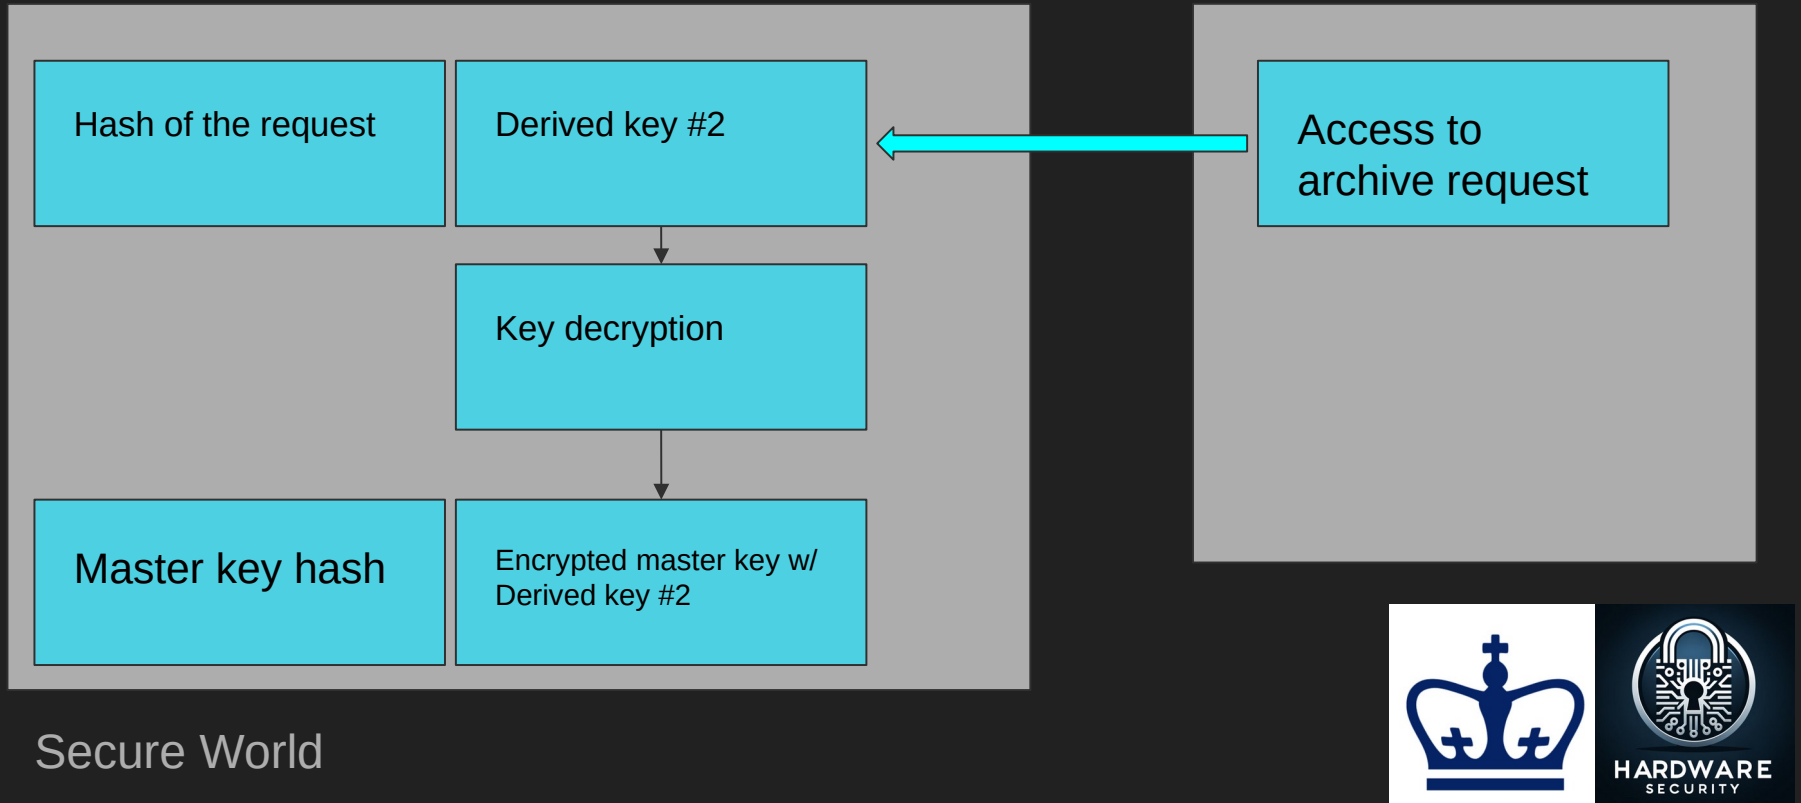 Hash of the request
Derived key #2
Access to
archive request
Key decryption
Master key hash
Encrypted master key w/
Derived key #2
Secure World
HARDWARE
SECURITY